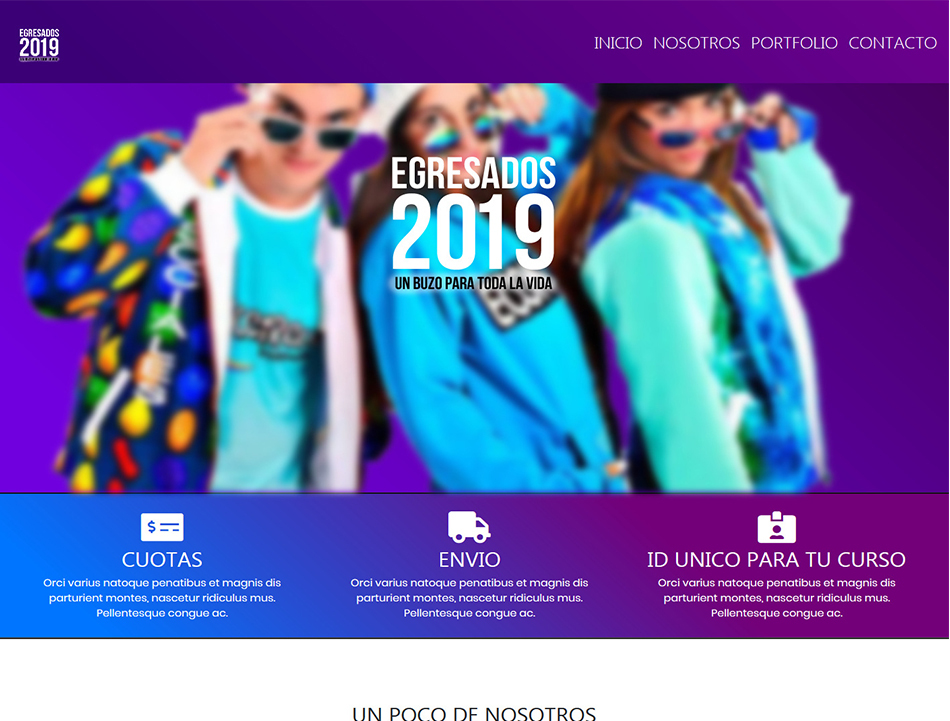 EGRESADOS
2019
INICIO NOSOTROS PORTFOLIO CONTACTO
EGRESADOS
2019
UN BUZO PARA TODA LA VIDA
CUOTAS
Orci varius natoque penatibus et magnis dis
parturient montes, nascetur ridiculus mus.
Pellentesque congue ac.
ENVIO
Orci varius natoque penatibus et magnis dis
parturient montes, nascetur ridiculus mus.
Pellentesque congue ac.
ID UNICO PARA TU CURSO
Orci varius natoque penatibus et magnis dis
parturient montes, nascetur ridiculus mus.
Pellentesque congue ac.
UN POCO DE NOSOTROS